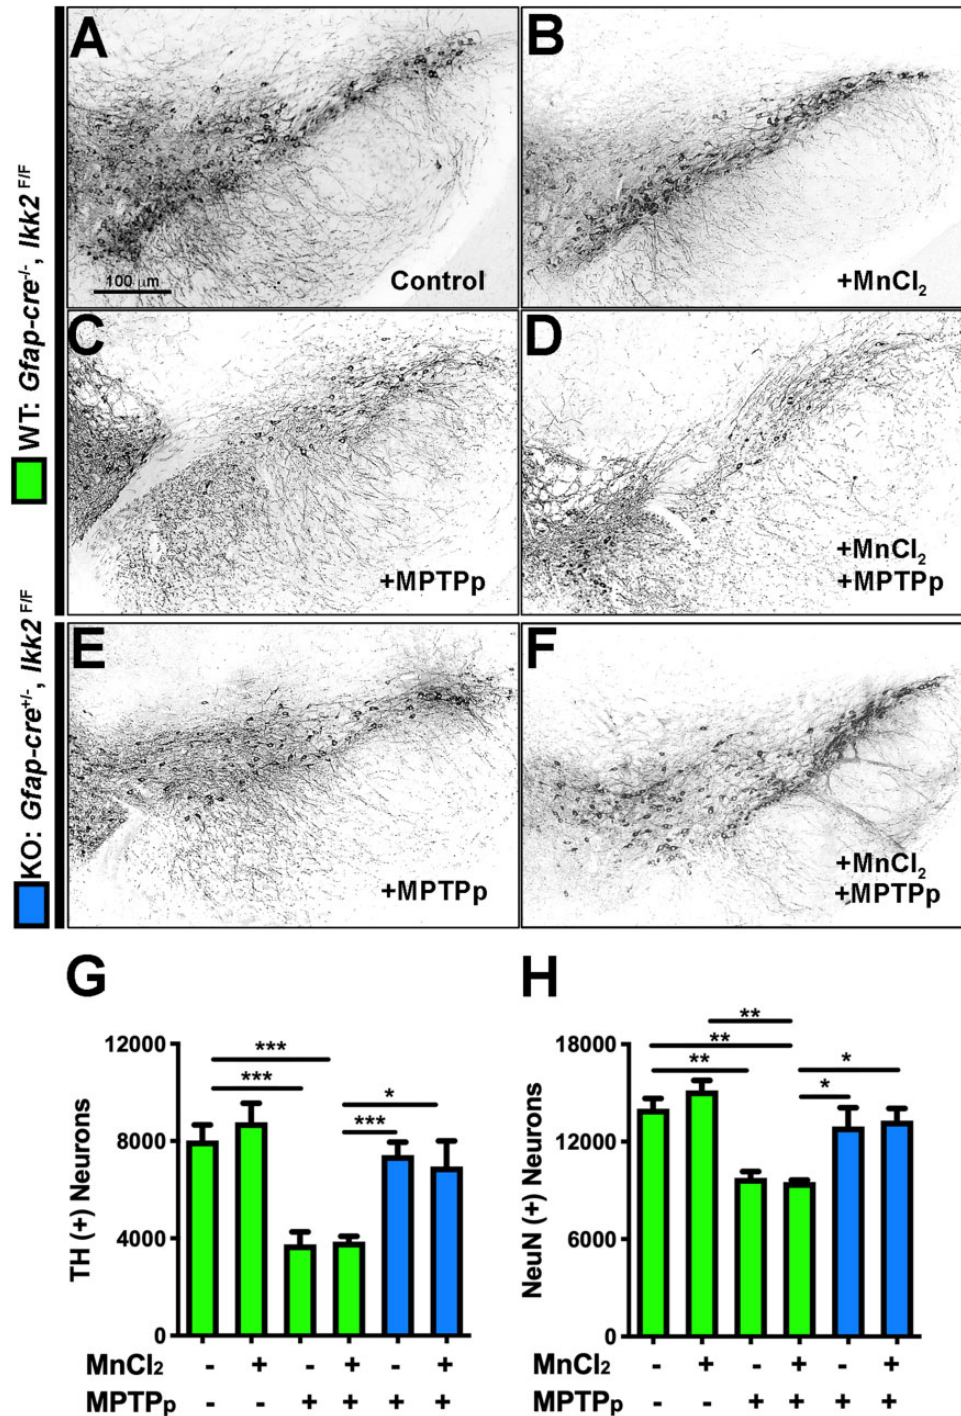 A
B
Control
100 µm
+MnCl₂
C
D
+MPTPp
+MnCl₂
+MPTPp
E
F
+MPTPp
+MnCl₂
+MPTPp
WT: Gfap-cre-/-, Ikk2 F/F
KO: Gfap-cre+/-, Ikk2 F/F
G
12000
8000
4000
0
TH (+) Neurons
***
***
*
***
MnCl₂ - + - + - +
MPTPp - - + + + +
H
18000
12000
6000
0
NeuN (+) Neurons
**
**
**
*
*
MnCl₂ - + - + - +
MPTPp - - + + + +